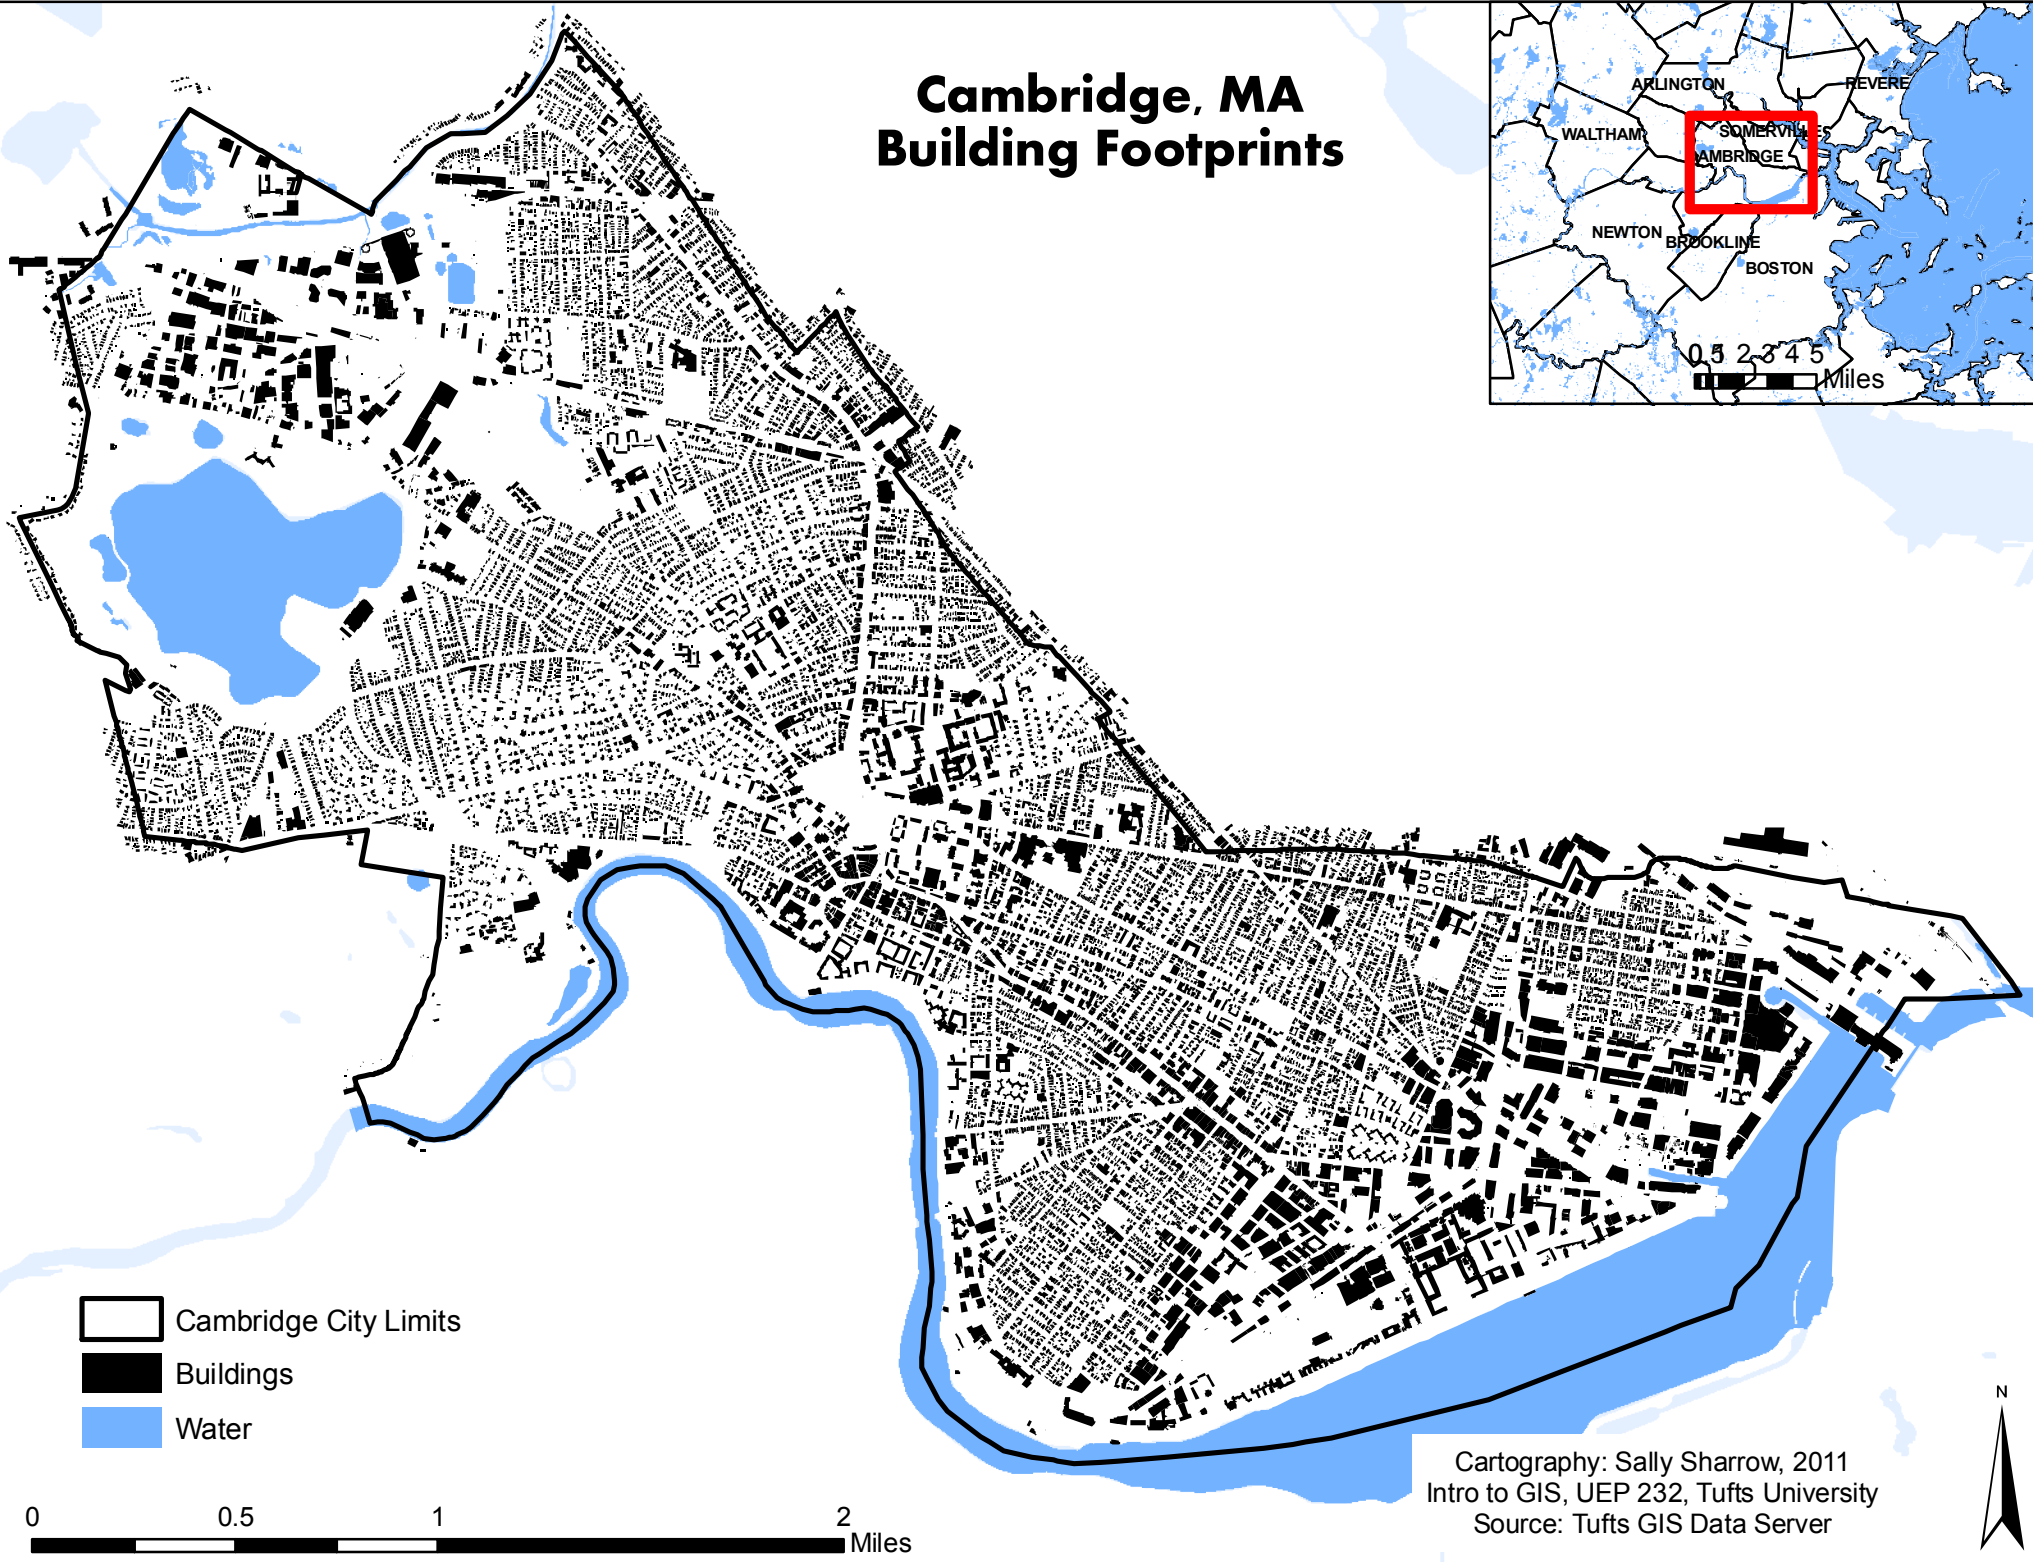 Cambridge, MA
Building Footprints
ARLINGTON
REVERE
WALTHAM
SOMERVILLE
AMBRIDGE
NEWTON
BROOKLINE
BOSTON
0.5 1 2 3 4 5
Miles
Cambridge City Limits
Buildings
Water
0 0.5 1 2
Miles
N
Cartography: Sally Sharrow, 2011
Intro to GIS, UEP 232, Tufts University
Source: Tufts GIS Data Server